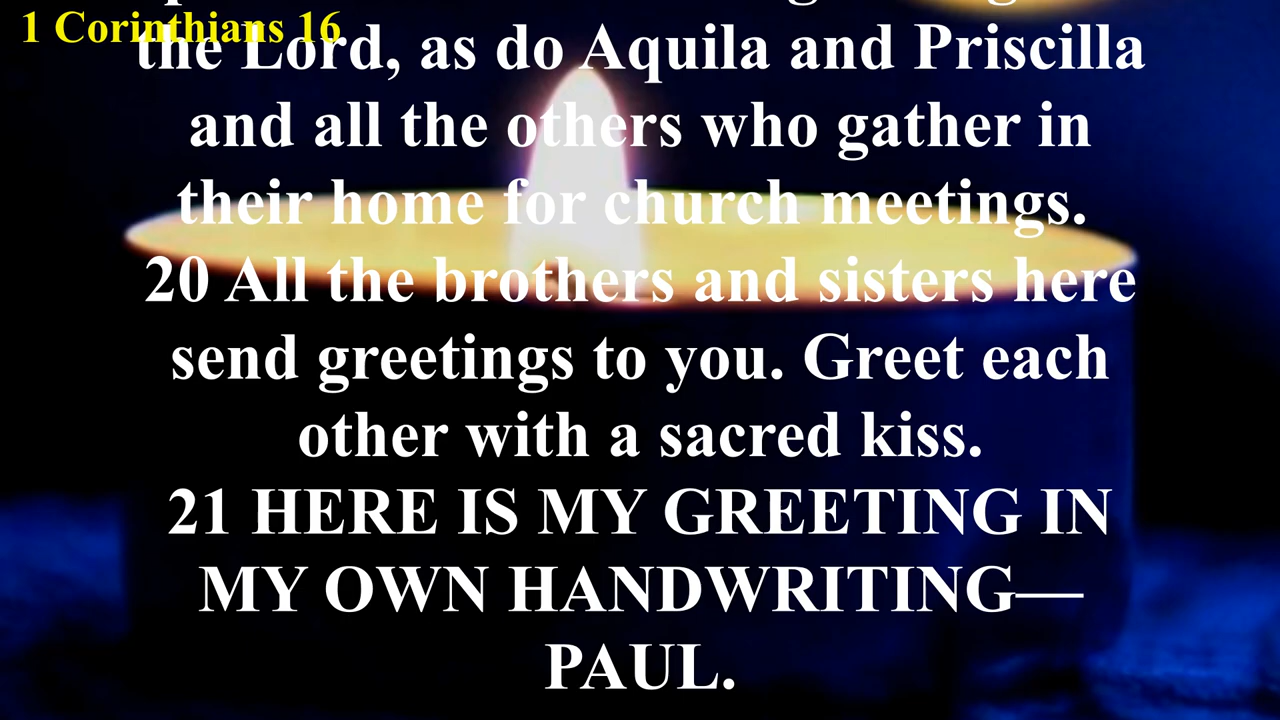 1 Corinthians 16
the Lord, as do Aquila and Priscilla
and all the others who gather in
their home for church meetings.
20 All the brothers and sisters here
send greetings to you. Greet each
other with a sacred kiss.
21 HERE IS MY GREETING IN
MY OWN HANDWRITING—
PAUL.